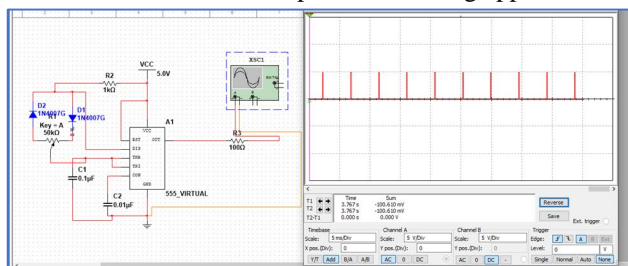 VCC
5.0V
R2
1kΩ
XSC1
D2
D1
1N4007G
1N4007G
R1
Key = A
50kΩ
A1
VCC
RST
OUT
DIS
THR
TRI
CON
GND
555_VIRTUAL
R3
100Ω
C1
0.1µF
C2
0.01µF
Time
Sum
T1
3.767 s
-100.610 mV
T2
3.767 s
-100.610 mV
T2-T1
0.000 s
0.000 V
Reverse
Save
Ext. trigger
Timebase
Channel A
Channel B
Trigger
Scale: 5 ms/Div
Scale: 5 V/Div
Scale: 5 V/Div
Edge: A B Ext
X pos.(Div): 0
Y pos.(Div): 0
Y pos.(Div): 0
Level: 0 V
Y/T Add B/A A/B
AC 0 DC
AC 0 DC -
Single Normal Auto None